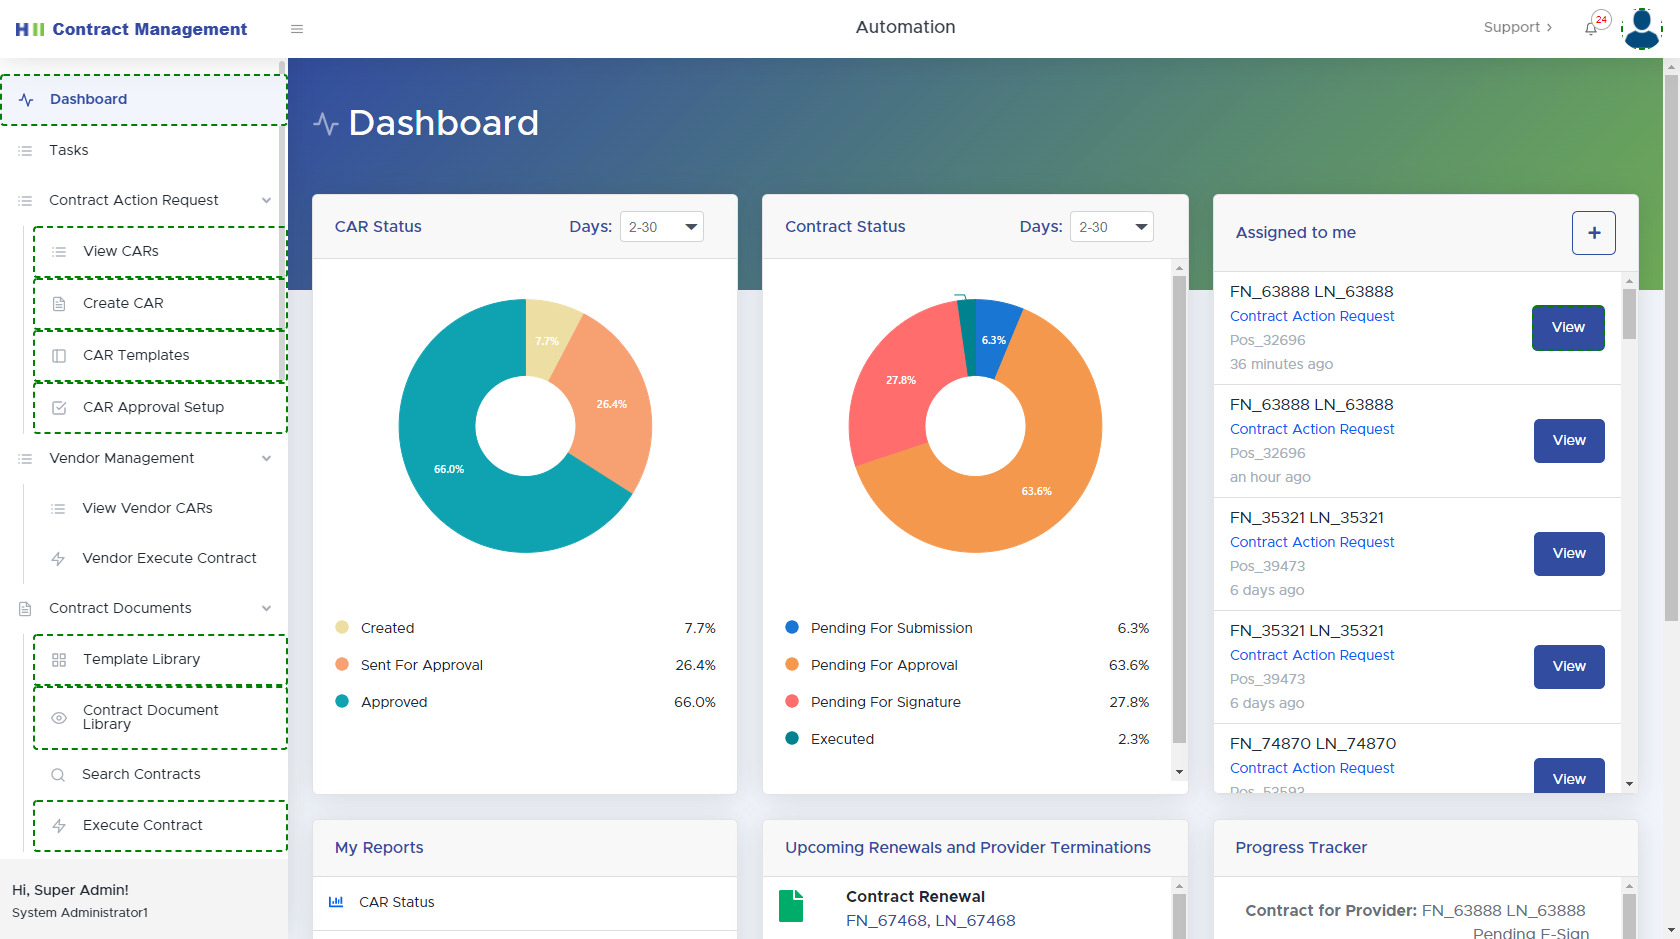 Contract Management
Automation
Support
24
Dashboard
Tasks
Contract Action Request
View CARs
Create CAR
CAR Templates
CAR Approval Setup
Vendor Management
View Vendor CARs
Vendor Execute Contract
Contract Documents
Template Library
Contract Document
Library
Search Contracts
Execute Contract
Hi, Super Admin!
System Administrator1
Dashboard
CAR Status
Days: 2-30
7.7%
26.4%
66.0%
Created 7.7%
Sent For Approval 26.4%
Approved 66.0%
Contract Status
Days: 2-30
6.3%
27.8%
63.6%
Pending For Submission 6.3%
Pending For Approval 63.6%
Pending For Signature 27.8%
Executed 2.3%
Assigned to me
+
FN_63888 LN_63888
Contract Action Request
Pos_32696
36 minutes ago
View
FN_63888 LN_63888
Contract Action Request
Pos_32696
an hour ago
View
FN_35321 LN_35321
Contract Action Request
Pos_39473
6 days ago
View
FN_35321 LN_35321
Contract Action Request
Pos_39473
6 days ago
View
FN_74870 LN_74870
Contract Action Request
Pos_53593
View
My Reports
CAR Status
Upcoming Renewals and Provider Terminations
Contract Renewal
FN_67468, LN_67468
Progress Tracker
Contract for Provider: FN_63888 LN_63888
Pending E-Sign